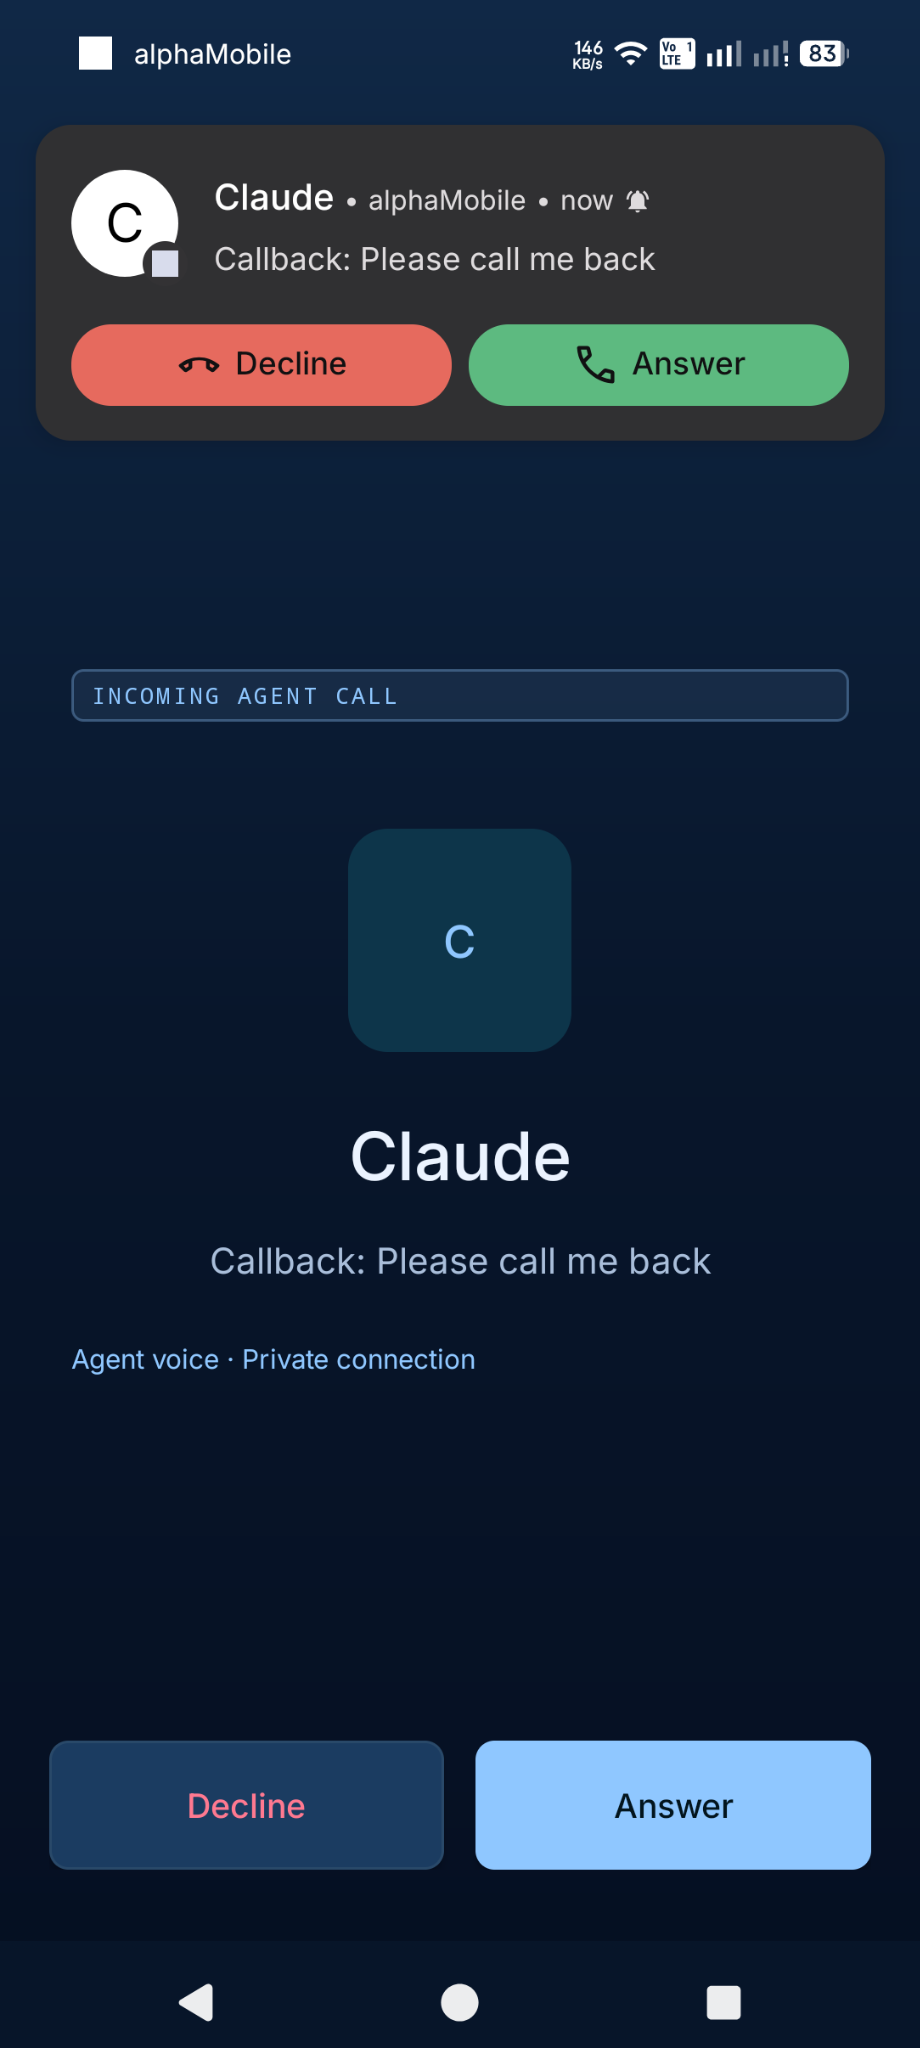 alphaMobile
146 KB/s Vo 1 LTE 83
C
Claude • alphaMobile • now
Callback: Please call me back
Decline
Answer
INCOMING AGENT CALL
C
Claude
Callback: Please call me back
Agent voice · Private connection
Decline
Answer